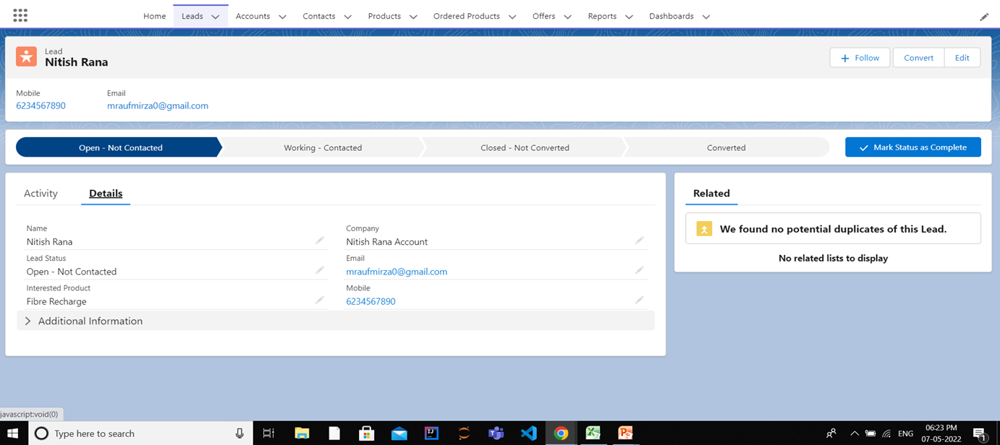 Home Leads Accounts Contacts Products Ordered Products Offers Reports Dashboards
Lead
Nitish Rana
+ Follow Convert Edit
Mobile Email
6234567890 mraufmirza0@gmail.com
Open - Not Contacted Working - Contacted Closed - Not Converted Converted Mark Status as Complete
Activity Details
Name Company
Nitish Rana Nitish Rana Account
Lead Status Email
Open - Not Contacted mraufmirza0@gmail.com
Interested Product Mobile
Fibre Recharge 6234567890
Additional Information
Related
We found no potential duplicates of this Lead.
No related lists to display
javascript:void(0)
Type here to search
ENG
06:23 PM
07-05-2022
1